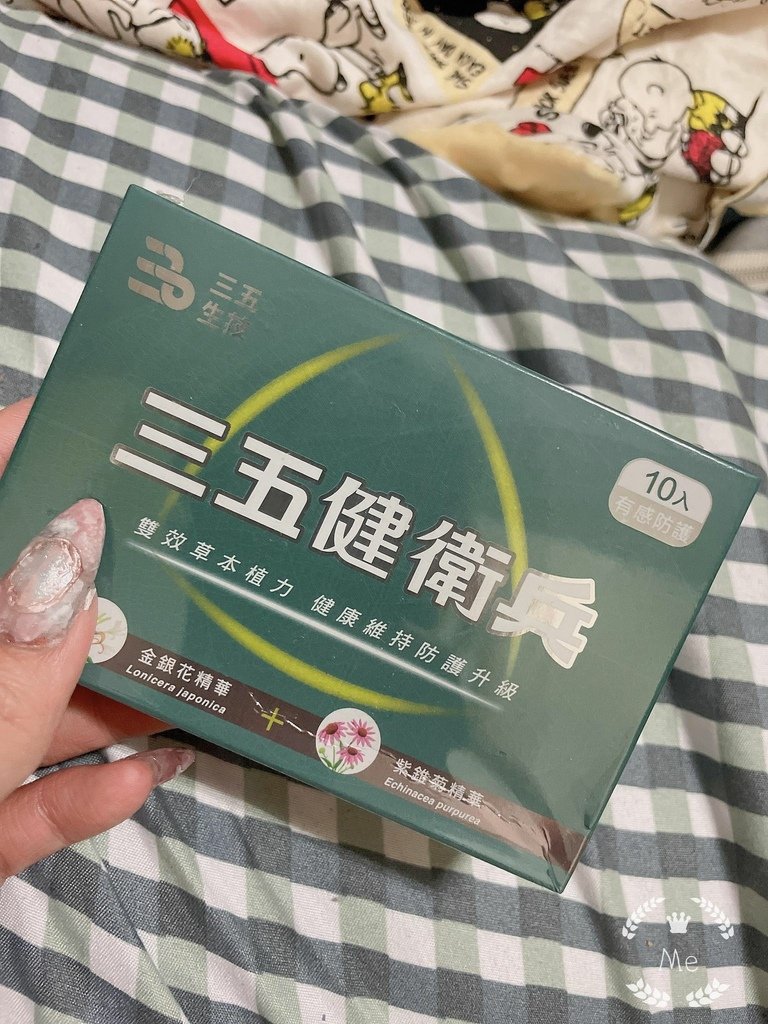 三五
生技
三五健衛兵
10入
有感防護
雙效草本植力 健康維持防護升級
金銀花精華
Lonicera japonica
+
紫錐菊精華
Echinacea purpurea
Me